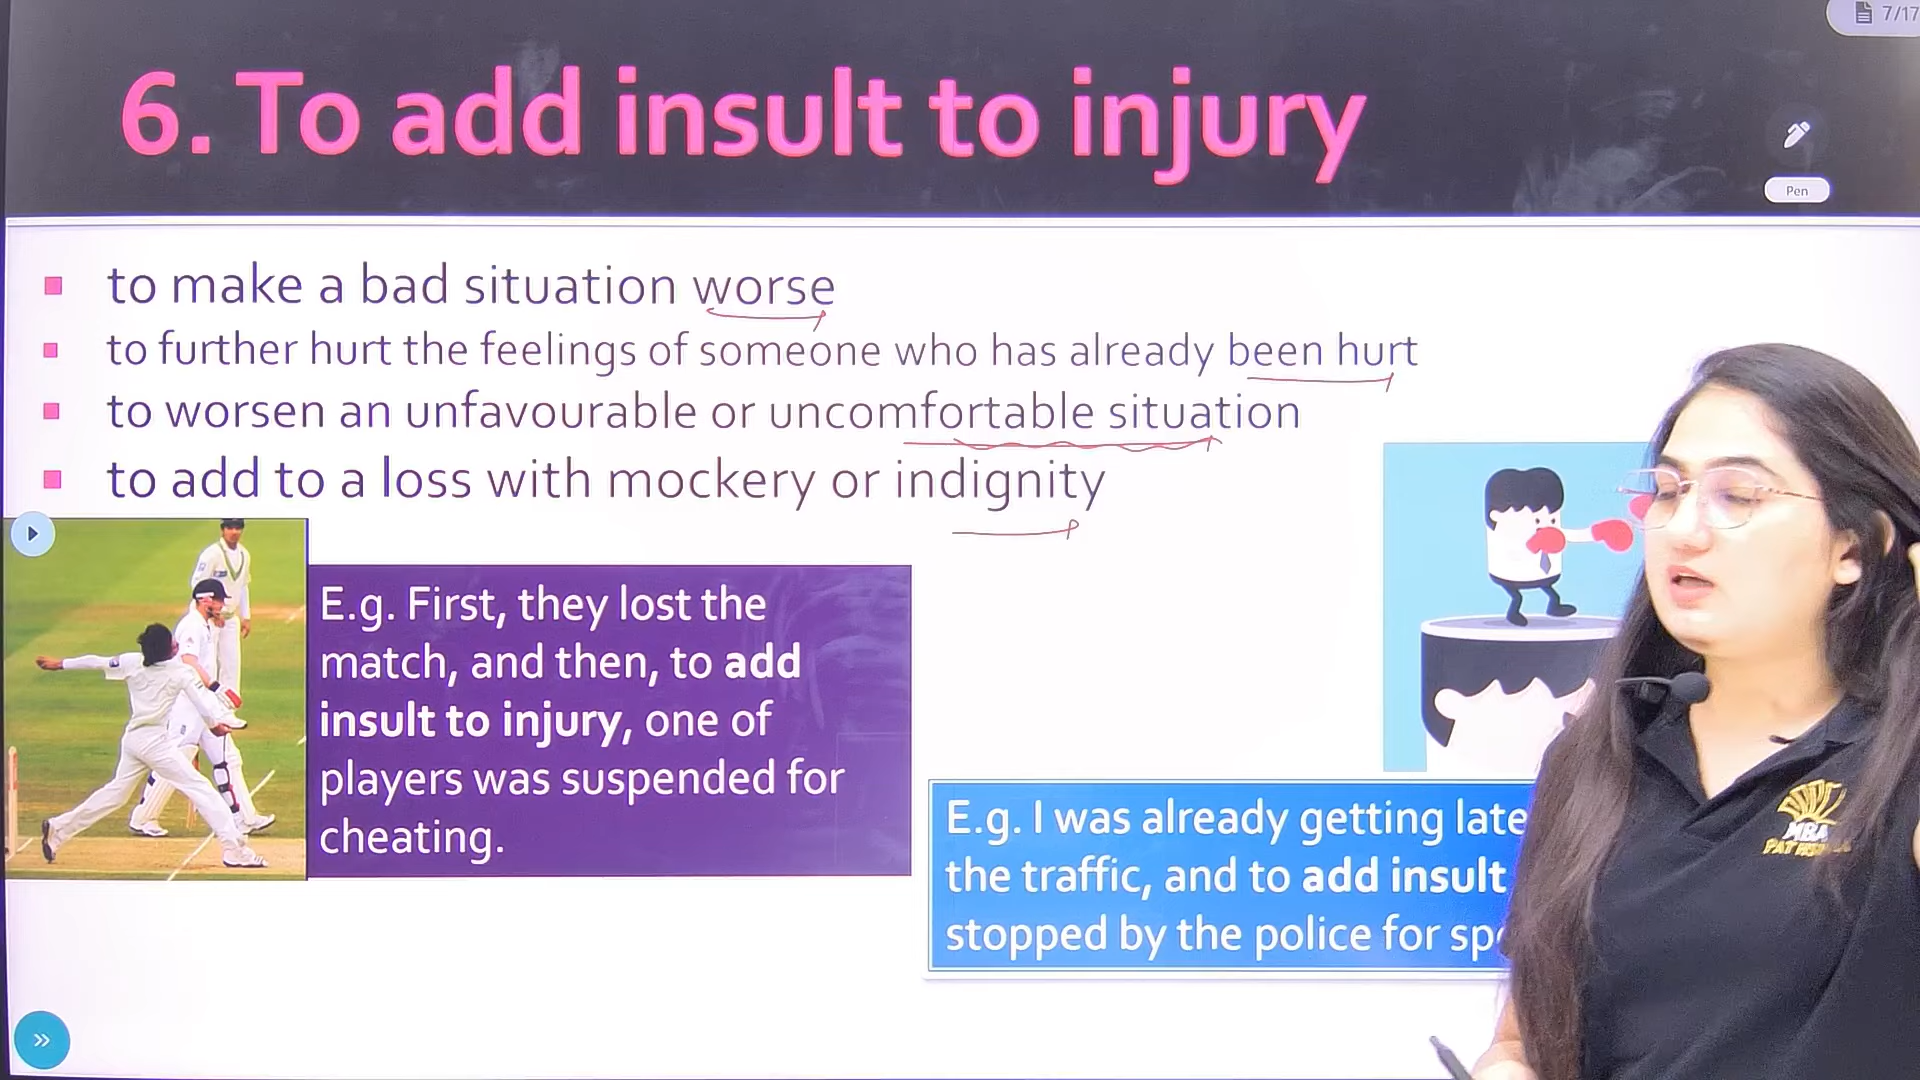 7/17
6. To add insult to injury
Pen
to make a bad situation worse
to further hurt the feelings of someone who has already been hurt
to worsen an unfavourable or uncomfortable situation
to add to a loss with mockery or indignity
E.g. First, they lost the
match, and then, to add
insult to injury, one of
players was suspended for
cheating.
E.g. I was already getting late
the traffic, and to add insult
stopped by the police for
MBA